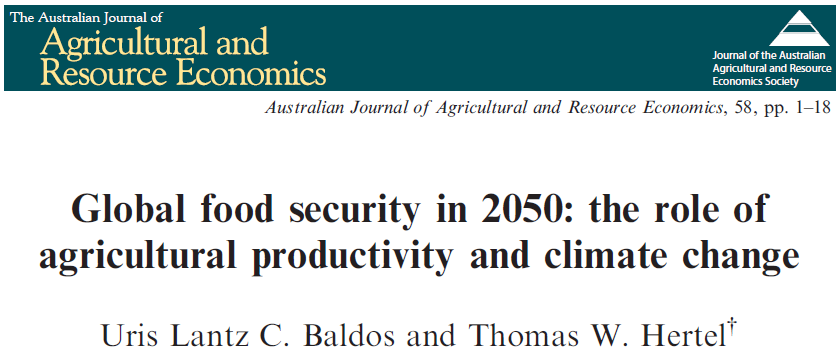 The Australian Journal of
Agricultural and
Resource Economics
Journal of the Australian
Agricultural and Resource
Economics Society
Australian Journal of Agricultural and Resource Economics, 58, pp. 1–18
Global food security in 2050: the role of
agricultural productivity and climate change
Uris Lantz C. Baldos and Thomas W. Hertel†